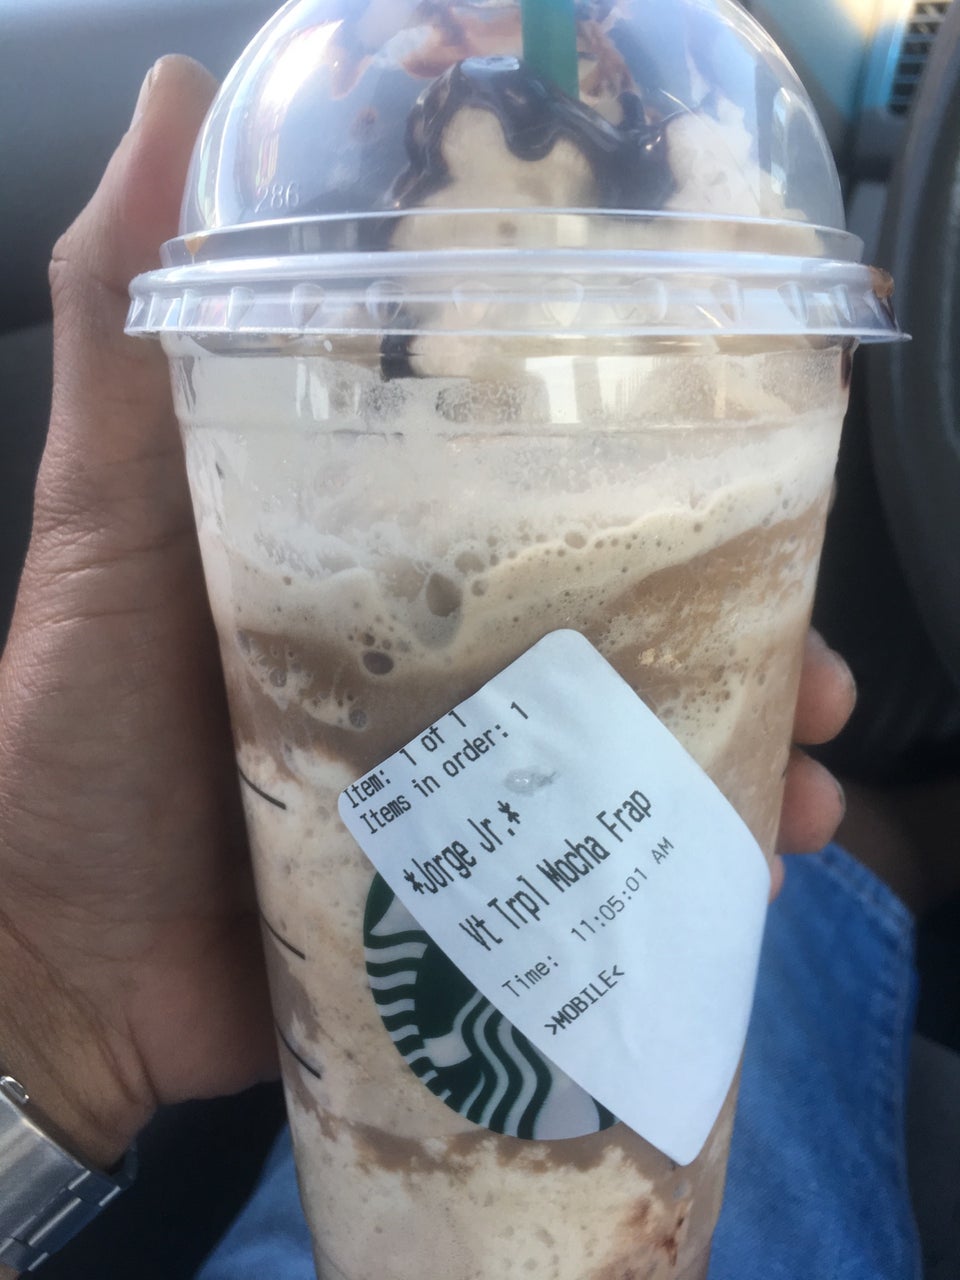 286
Item: 1 of 1
Items in order: 1
*Jorge Jr.*
Vt Trpl Mocha Frap
Time: 11:05:01 AM
>MOBILE<